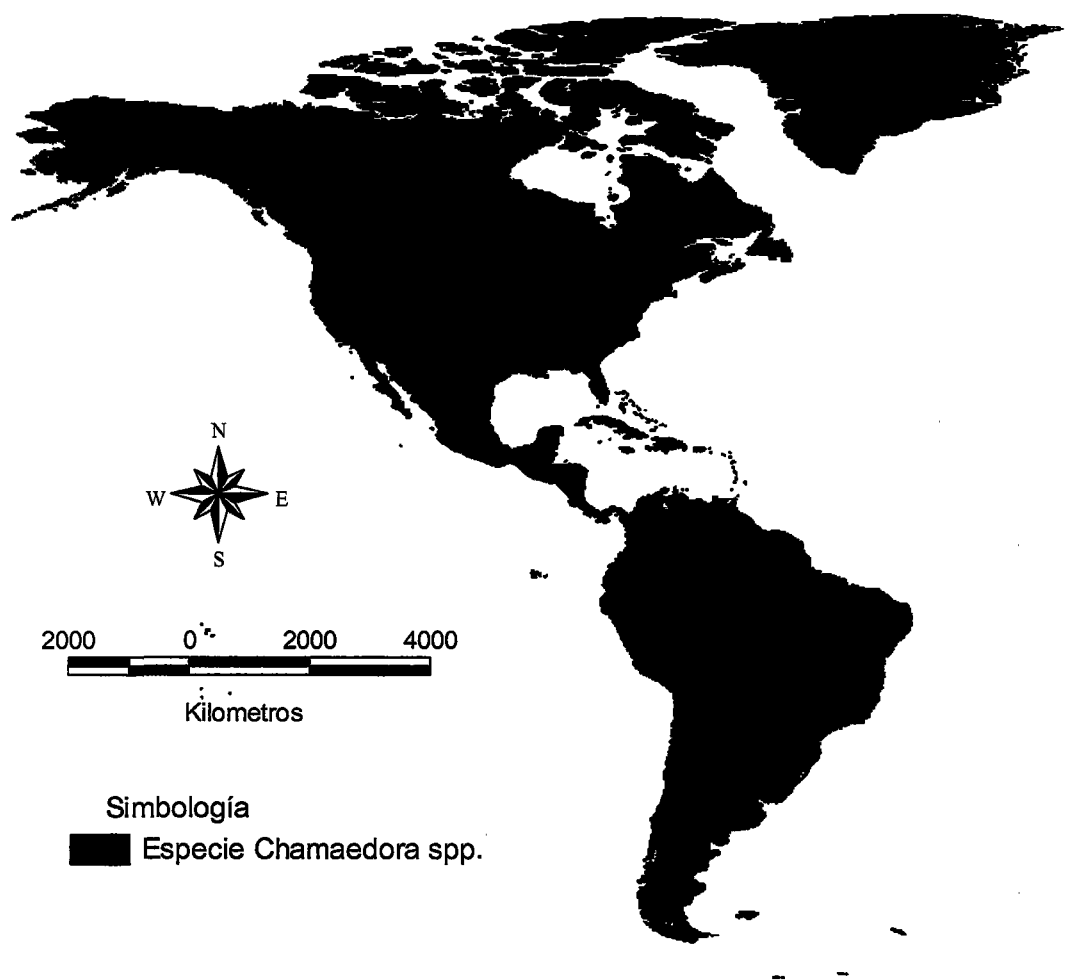 N
W E
S
2000 0 2000 4000
Kilometros
Simbología
Especie Chamaedora spp.